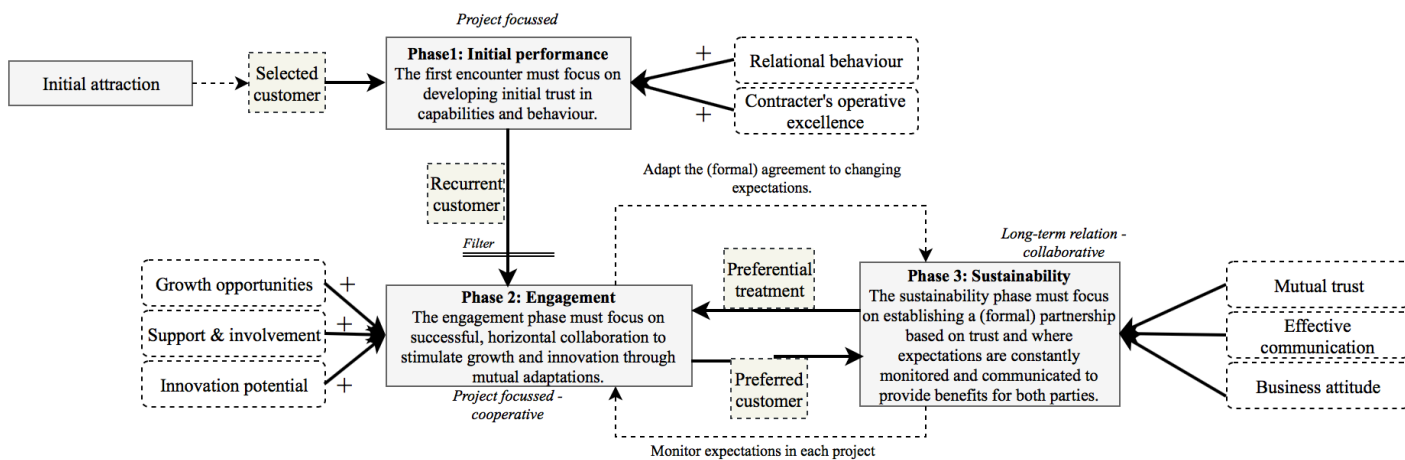 Project focussed
Initial attraction
Selected
customer
Phase1: Initial performance
The first encounter must focus on
developing initial trust in
capabilities and behaviour.
+
Relational behaviour
+
Contracter's operative
excellence
Recurrent
customer
Filter
Adapt the (formal) agreement to changing
expectations.
Growth opportunities
+
Support & involvement
+
Innovation potential
+
Phase 2: Engagement
The engagement phase must focus on
successful, horizontal collaboration to
stimulate growth and innovation through
mutual adaptations.
Project focussed -
cooperative
Preferential
treatment
Preferred
customer
Long-term relation -
collaborative
Phase 3: Sustainability
The sustainability phase must focus
on establishing a (formal) partnership
based on trust and where
expectations are constantly
monitored and communicated to
provide benefits for both parties.
Mutual trust
Effective
communication
Business attitude
Monitor expectations in each project